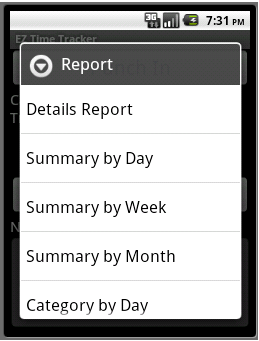 3G 7:31 PM
EZ Time Tracker
Report
Details Report
Summary by Day
Summary by Week
Summary by Month
Category by Day